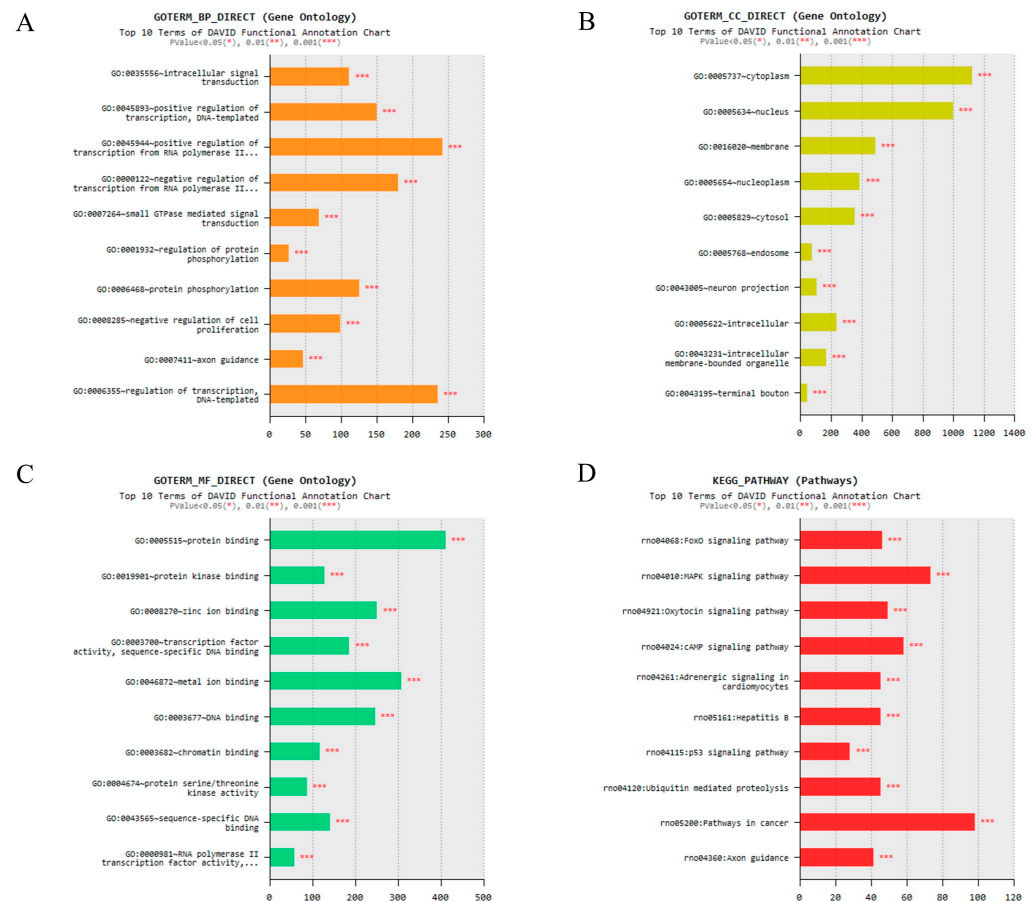 A
GOTERM_BP_DIRECT (Gene Ontology)
Top 10 Terms of DAVID Functional Annotation Chart
PValue<0.05(*), 0.01(**), 0.001(***)
GO:0035556~intracellular signal
transduction
***
GO:0045893~positive regulation of
transcription, DNA-templated
***
GO:0045944~positive regulation of
transcription from RNA polymerase II...
***
GO:0000122~negative regulation of
transcription from RNA polymerase II...
***
GO:0007264~small GTPase mediated signal
transduction
***
GO:0001932~regulation of protein
phosphorylation
***
GO:0006468~protein phosphorylation
***
GO:0008285~negative regulation of cell
proliferation
***
GO:0007411~axon guidance
***
GO:0006355~regulation of transcription,
DNA-templated
***
0 50 100 150 200 250 300
B
GOTERM_CC_DIRECT (Gene Ontology)
Top 10 Terms of DAVID Functional Annotation Chart
PValue<0.05(*), 0.01(**), 0.001(***)
GO:0005737~cytoplasm
***
GO:0005634~nucleus
***
GO:0016020~membrane
***
GO:0005654~nucleoplasm
***
GO:0005829~cytosol
***
GO:0005768~endosome
***
GO:0043005~neuron projection
***
GO:0005622~intracellular
***
GO:0043231~intracellular
membrane-bounded organelle
***
GO:0043195~terminal bouton
***
0 200 400 600 800 1000 1200 1400
C
GOTERM_MF_DIRECT (Gene Ontology)
Top 10 Terms of DAVID Functional Annotation Chart
PValue<0.05(*), 0.01(**), 0.001(***)
GO:0005515~protein binding
***
GO:0019901~protein kinase binding
***
GO:0008270~zinc ion binding
***
GO:0003700~transcription factor
activity, sequence-specific DNA binding
***
GO:0046872~metal ion binding
***
GO:0003677~DNA binding
***
GO:0003682~chromatin binding
***
GO:0004674~protein serine/threonine
kinase activity
***
GO:0043565~sequence-specific DNA
binding
***
GO:0000981~RNA polymerase II
transcription factor activity,...
***
0 100 200 300 400 500
D
KEGG_PATHWAY (Pathways)
Top 10 Terms of DAVID Functional Annotation Chart
PValue<0.05(*), 0.01(**), 0.001(***)
rno04068:FoxO signaling pathway
***
rno04010:MAPK signaling pathway
***
rno04921:Oxytocin signaling pathway
***
rno04024:cAMP signaling pathway
***
rno04261:Adrenergic signaling in
cardiomyocytes
***
rno05161:Hepatitis B
***
rno04115:p53 signaling pathway
***
rno04120:Ubiquitin mediated proteolysis
***
rno05200:Pathways in cancer
***
rno04360:Axon guidance
***
0 20 40 60 80 100 120